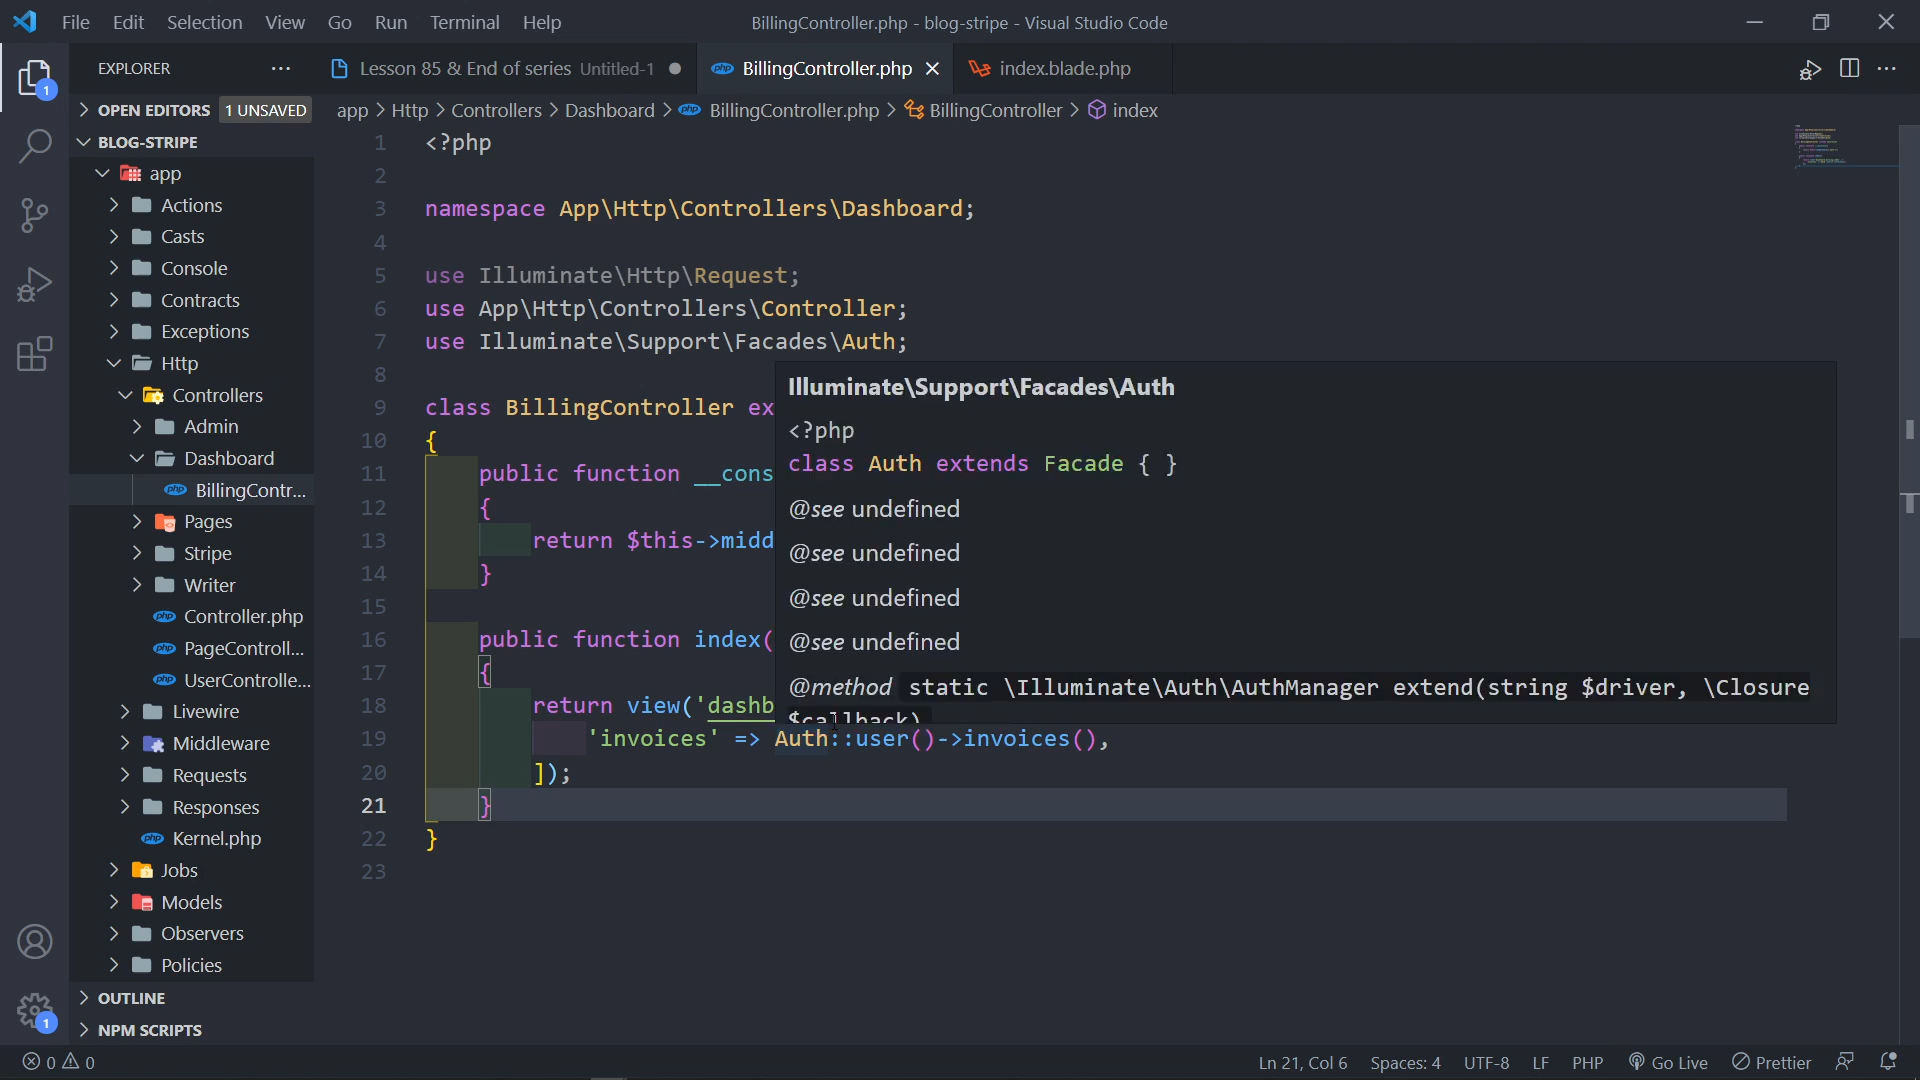 File Edit Selection View Go Run Terminal Help
BillingController.php - blog-stripe - Visual Studio Code
EXPLORER
Lesson 85 & End of series Untitled-1
BillingController.php
index.blade.php
OPEN EDITORS 1 UNSAVED
app > Http > Controllers > Dashboard > BillingController.php > BillingController > index
BLOG-STRIPE
app
Actions
Casts
Console
Contracts
Exceptions
Http
Controllers
Admin
Dashboard
BillingContr...
Pages
Stripe
Writer
Controller.php
PageControll...
UserControlle...
Livewire
Middleware
Requests
Responses
Kernel.php
Jobs
Models
Observers
Policies
OUTLINE
NPM SCRIPTS
1
1
1 <?php
2
3 namespace App\Http\Controllers\Dashboard;
4
5 use Illuminate\Http\Request;
6 use App\Http\Controllers\Controller;
7 use Illuminate\Support\Facades\Auth;
8
9 class BillingController ex
10 {
11 public function __cons
12 {
13 return $this->midd
14 }
15
16 public function index(
17 {
18 return view('dashb
19 'invoices' => Auth::user()->invoices(),
20 ]);
21 }
22 }
23
Illuminate\Support\Facades\Auth
<?php
class Auth extends Facade { }
@see undefined
@see undefined
@see undefined
@see undefined
@method static \Illuminate\Auth\AuthManager extend(string $driver, \Closure
$callback)
0 0
Ln 21, Col 6 Spaces: 4 UTF-8 LF PHP Go Live Prettier